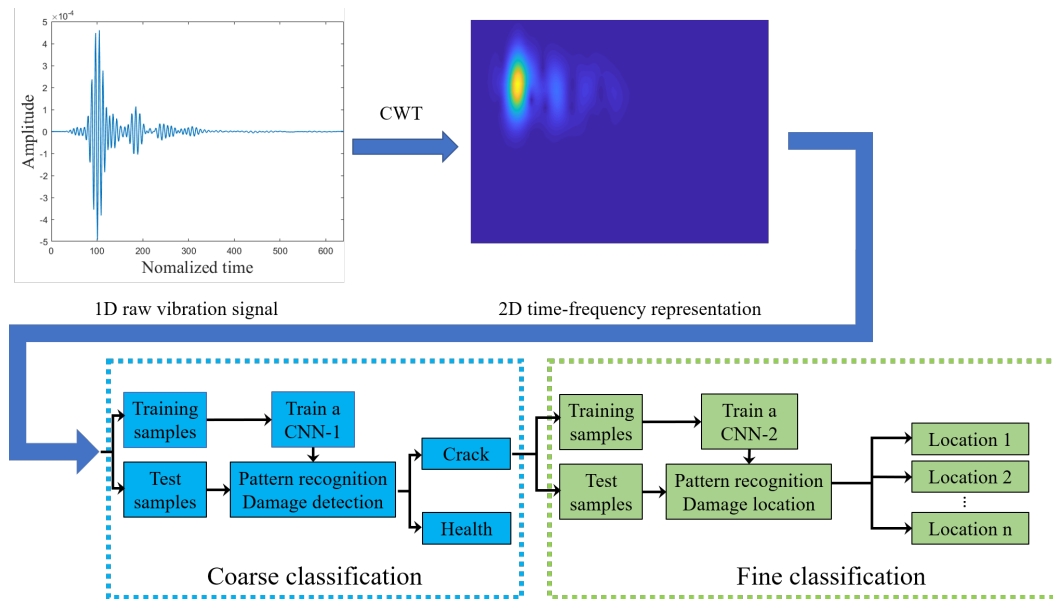 5
×10⁻⁴
4
3
2
1
0
-1
-2
-3
-4
-5
Amplitude
0
100
200
300
400
500
600
Nomalized time
CWT
1D raw vibration signal
2D time-frequency representation
Training
samples
Train a
CNN-1
Test
samples
Pattern recognition
Damage detection
Crack
Health
Coarse classification
Training
samples
Train a
CNN-2
Test
samples
Pattern recognition
Damage location
Location 1
Location 2
...
Location n
Fine classification